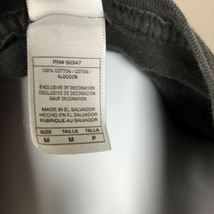 RN# 56947
100% COTTON / COTON /
ALGODON
EXCLUSIVE OF DECORATION
EXCLUSIVO DE DECORACION
SAUF DECORATION
MADE IN EL SALVADOR
HECHO EN EL SALVADOR
FABRIQUE AU SALVADOR
SIZE TAILLE TALLA
M M P